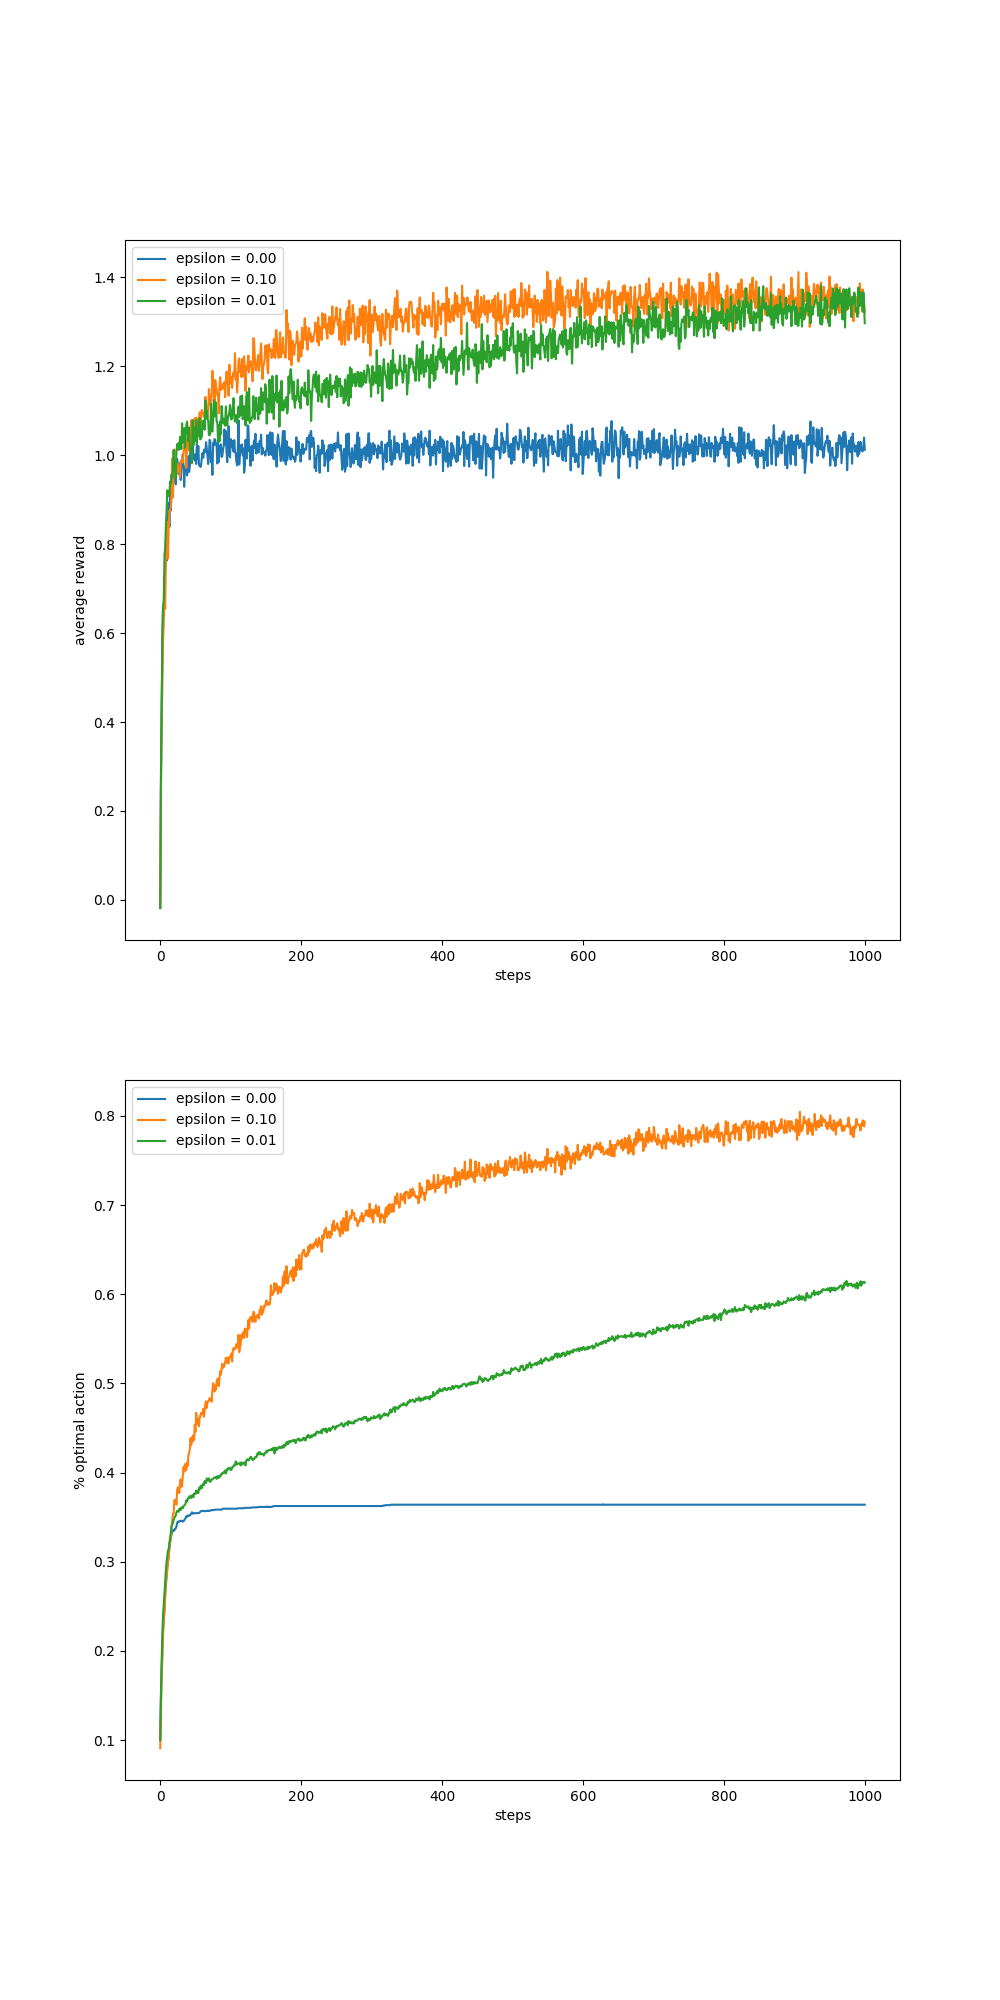 epsilon = 0.00
epsilon = 0.10
epsilon = 0.01
1.4
1.2
1.0
0.8
0.6
0.4
0.2
0.0
average reward
0 200 400 600 800 1000
steps
epsilon = 0.00
epsilon = 0.10
epsilon = 0.01
0.8
0.7
0.6
0.5
0.4
0.3
0.2
0.1
% optimal action
0 200 400 600 800 1000
steps